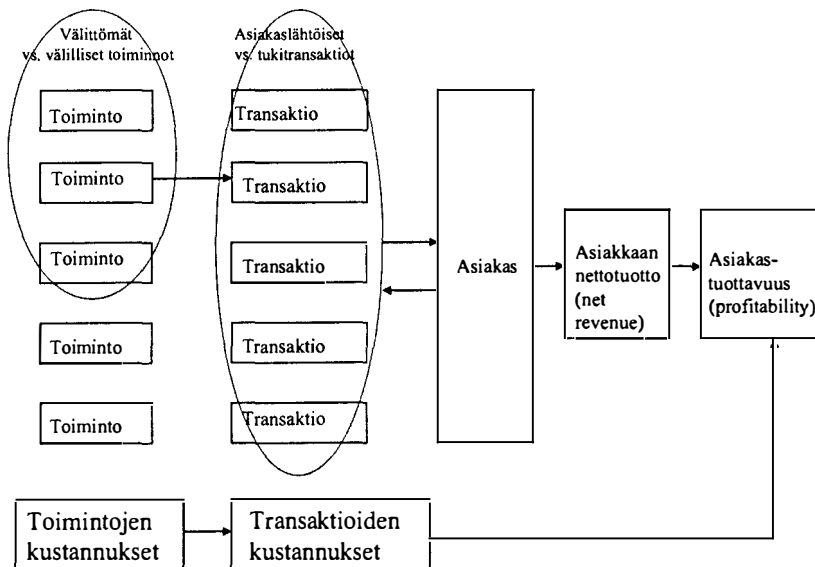 Välittömät
vs. välilliset toiminnot
Asiakaslähtöiset
vs. tukitransaktiot
Toiminto
Transaktio
Toiminto
Transaktio
Toiminto
Transaktio
Toiminto
Transaktio
Toiminto
Transaktio
Asiakas
Asiakkaan
nettotuotto
(net
revenue)
Asiakas-
tuottavuus
(profitability)
Toimintojen
kustannukset
Transaktioiden
kustannukset